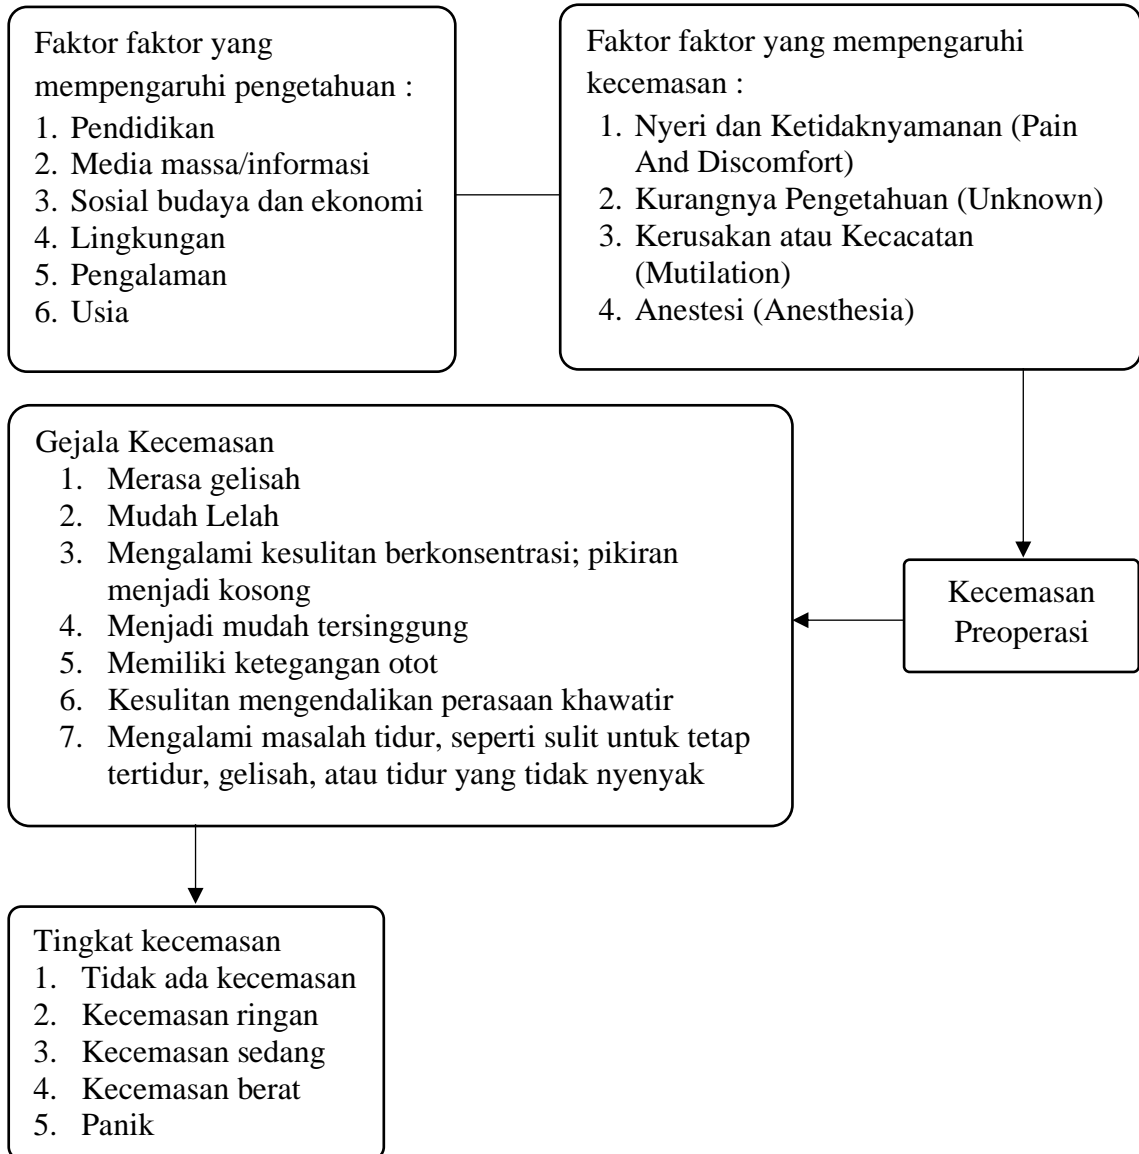 Faktor faktor yang
mempengaruhi pengetahuan :
1. Pendidikan
2. Media massa/informasi
3. Sosial budaya dan ekonomi
4. Lingkungan
5. Pengalaman
6. Usia
Faktor faktor yang mempengaruhi
kecemasan :
1. Nyeri dan Ketidaknyamanan (Pain
And Discomfort)
2. Kurangnya Pengetahuan (Unknown)
3. Kerusakan atau Kecacatan
(Mutilation)
4. Anestesi (Anesthesia)
Kecemasan
Preoperasi
Gejala Kecemasan
1. Merasa gelisah
2. Mudah Lelah
3. Mengalami kesulitan berkonsentrasi; pikiran
menjadi kosong
4. Menjadi mudah tersinggung
5. Memiliki ketegangan otot
6. Kesulitan mengendalikan perasaan khawatir
7. Mengalami masalah tidur, seperti sulit untuk tetap
tertidur, gelisah, atau tidur yang tidak nyenyak
Tingkat kecemasan
1. Tidak ada kecemasan
2. Kecemasan ringan
3. Kecemasan sedang
4. Kecemasan berat
5. Panik